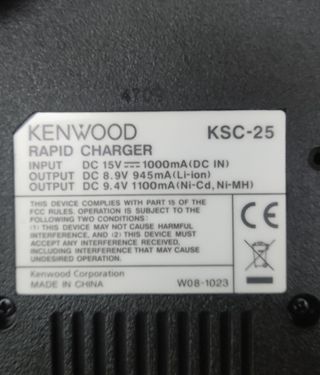 KENWOOD KSC-25
RAPID CHARGER
INPUT DC 15V⎓1000mA(DC IN)
OUTPUT DC 8.9V 945mA(Li-ion)
OUTPUT DC 9.4V 1100mA(Ni-Cd, Ni-MH)
THIS DEVICE COMPLIES WITH PART 15 OF THE
FCC RULES. OPERATION IS SUBJECT TO THE
FOLLOWING TWO CONDITIONS:
(1) THIS DEVICE MAY NOT CAUSE HARMFUL
INTERFERENCE, AND (2) THIS DEVICE MUST
ACCEPT ANY INTERFERENCE RECEIVED,
INCLUDING INTERFERENCE THAT MAY CAUSE
UNDESIRED OPERATION.
CE
Kenwood Corporation
MADE IN CHINA W08-1023